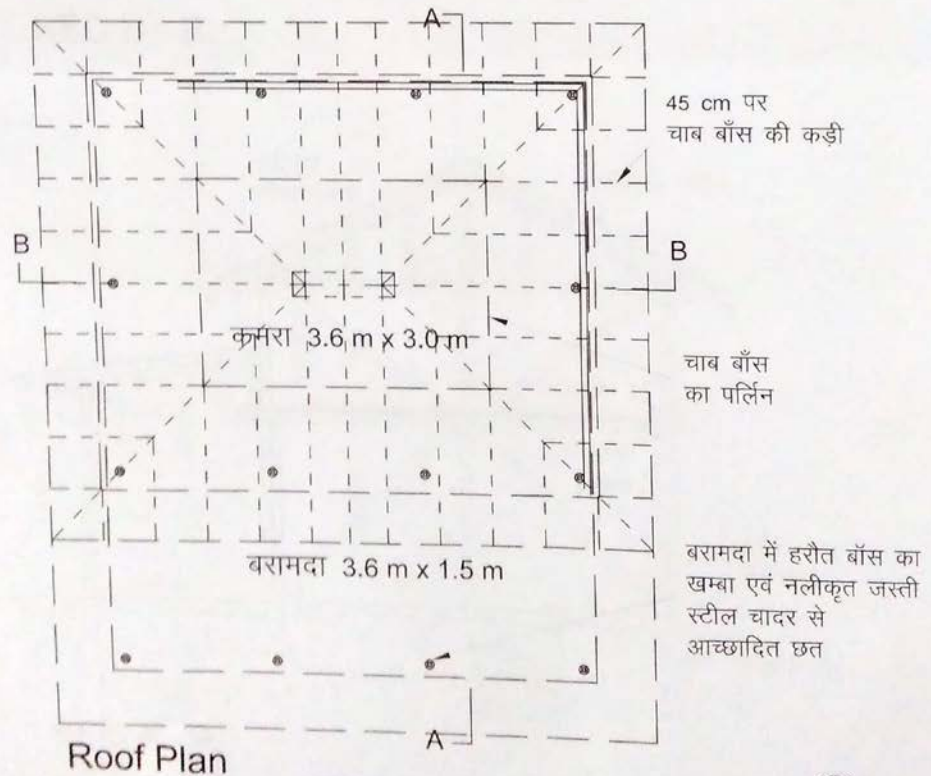 A
45 cm पर
चाब बाँस की कड़ी
B
B
कमरा 3.6 m x 3.0 m
चाब बाँस
का पर्लिन
बरामदा 3.6 m x 1.5 m
बरामदा में हरौत बाँस का
खम्बा एवं नलीकृत जस्ती
स्टील चादर से
आच्छादित छत
A
Roof Plan